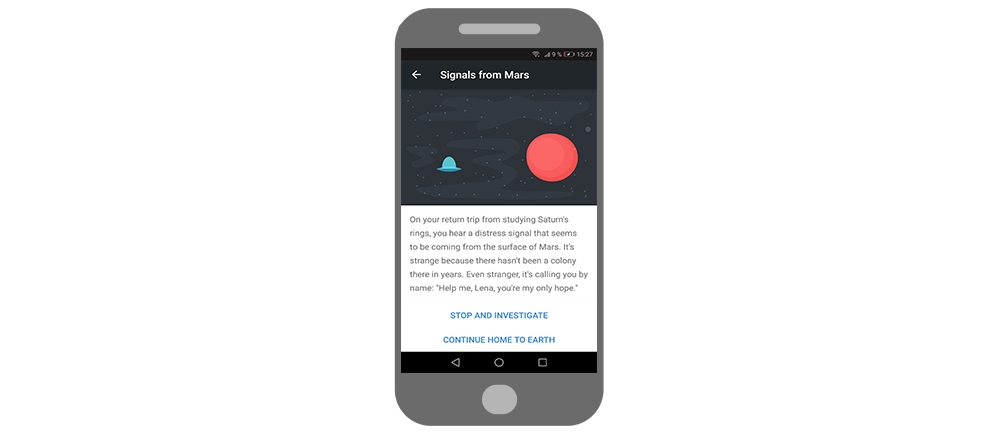 9 % 15:27
Signals from Mars
On your return trip from studying Saturn's
rings, you hear a distress signal that seems
to be coming from the surface of Mars. It's
strange because there hasn't been a colony
there in years. Even stranger, it's calling you by
name: "Help me, Lena, you're my only hope."
STOP AND INVESTIGATE
CONTINUE HOME TO EARTH